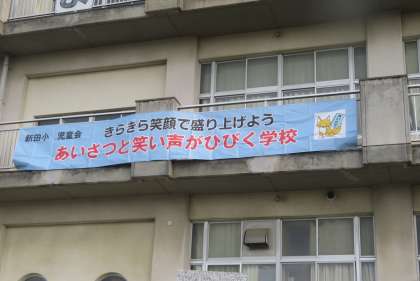 新田小 児童会
きらきら笑顔で盛り上げよう
あいさつと笑い声がひびく学校